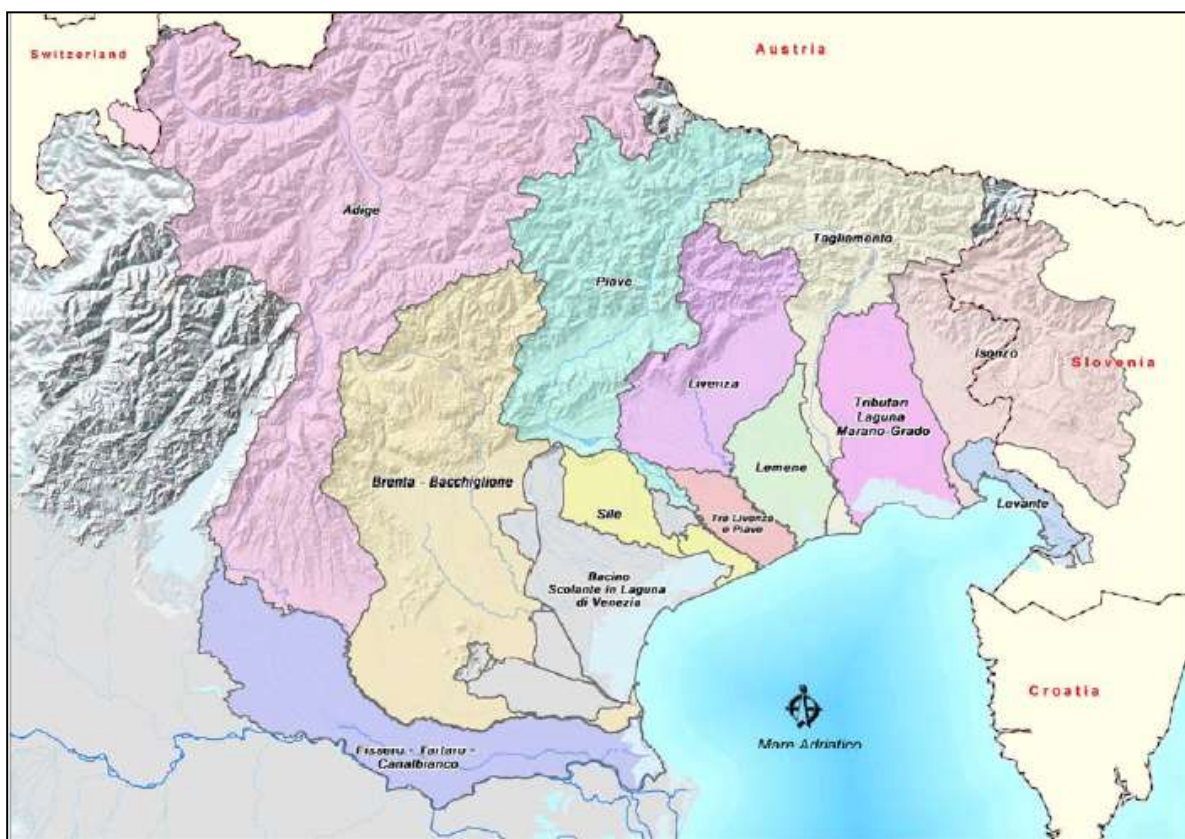 Switzerland
Austria
Adige
Tagliamento
Piave
Isonzo
Slovenia
Livenza
Tributari
Laguna
Marano-Grado
Lemene
Brenta - Bacchiglione
Levante
Sile
Tra Livenza
e Piave
Bacino
Scolante in Laguna
di Venezia
Croatia
Mare Adriatico
Fissero - Tartaro -
Canalbianco